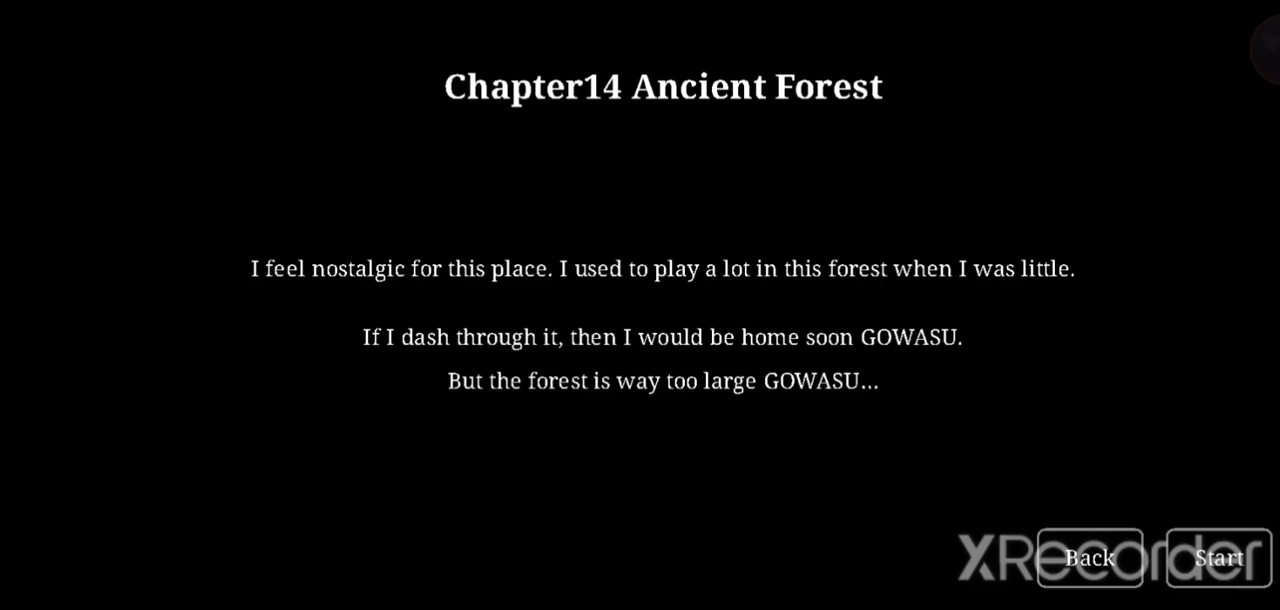 Chapter14 Ancient Forest
I feel nostalgic for this place. I used to play a lot in this forest when I was little.
If I dash through it, then I would be home soon GOWASU.
But the forest is way too large GOWASU...
XRecorder
Back
Start